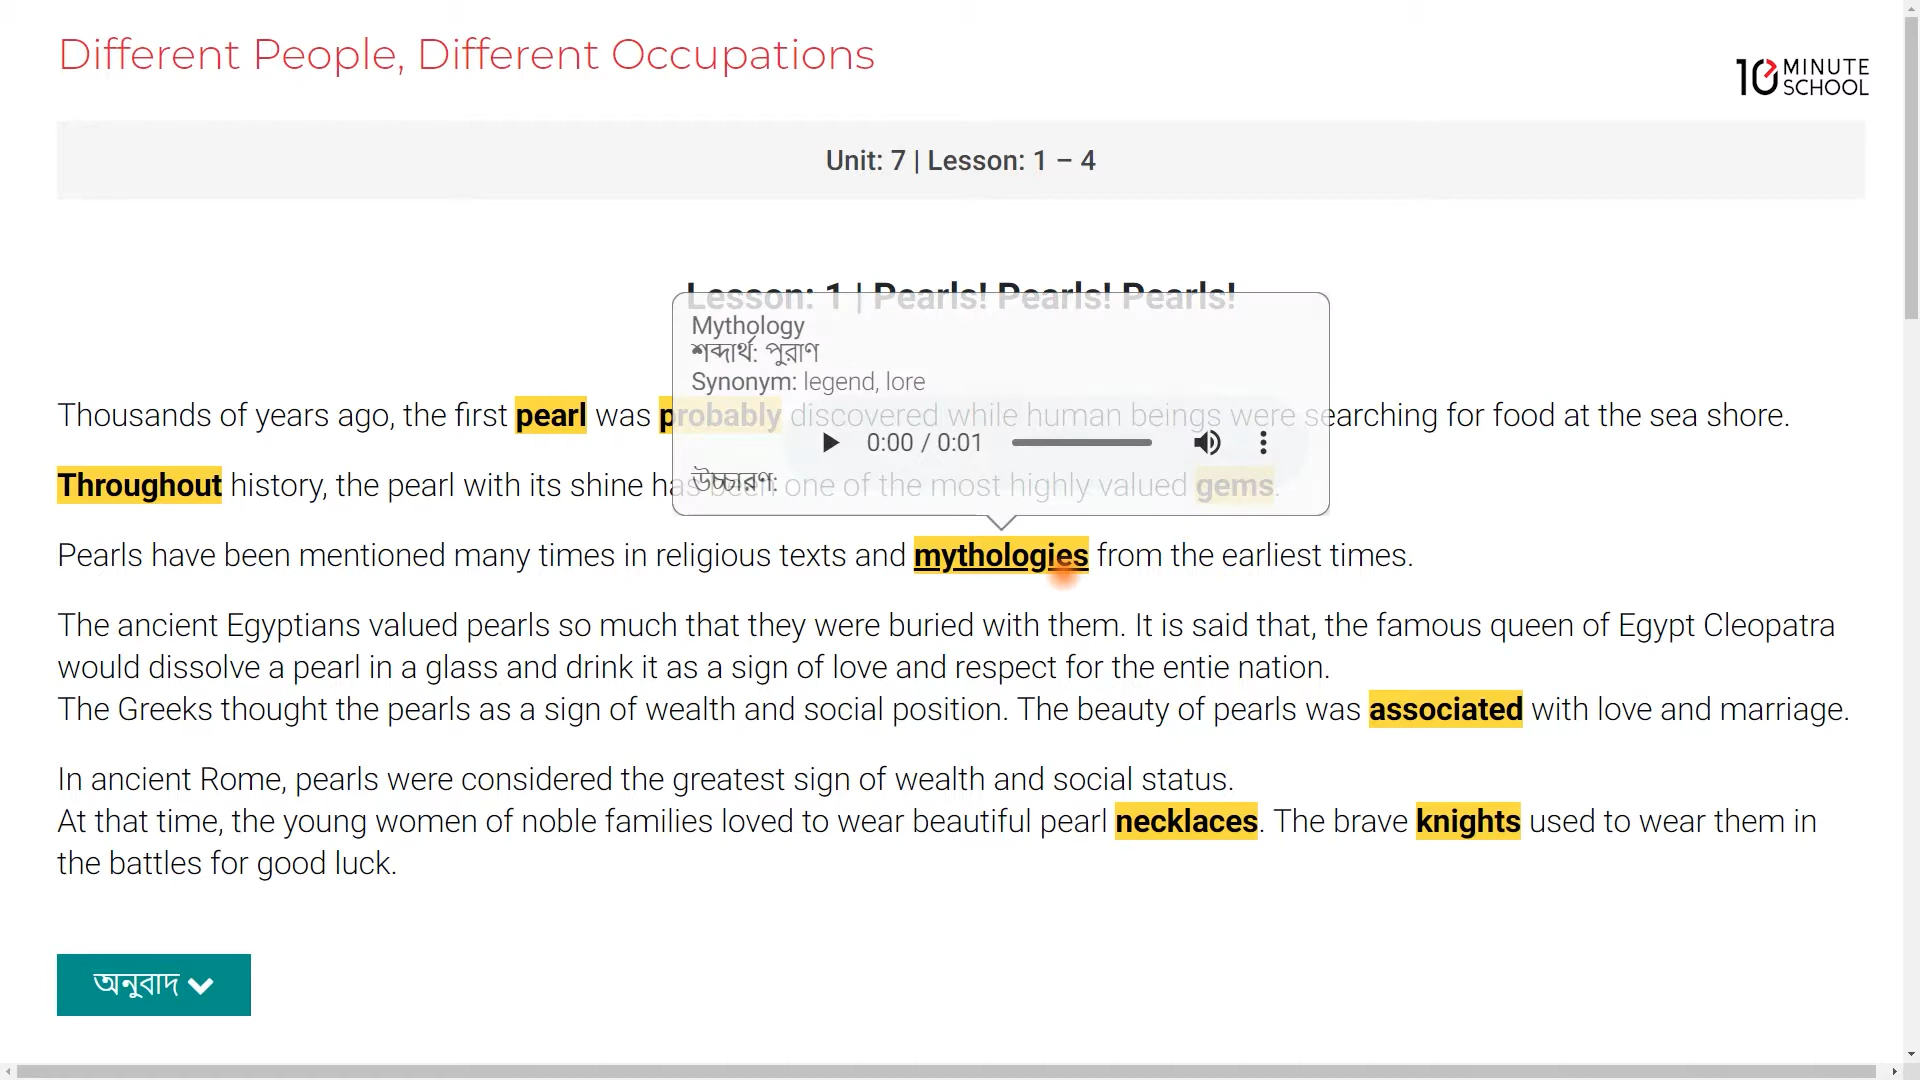 Different People, Different Occupations
10 MINUTE SCHOOL
Unit: 7 | Lesson: 1 – 4
Lesson: 1 | Pearls! Pearls! Pearls!
Mythology
শব্দার্থ: পুরাণ
Synonym: legend, lore
Thousands of years ago, the first pearl was probably discovered while human beings were searching for food at the sea shore.
0:00 / 0:01
উচ্চারণ:
Throughout history, the pearl with its shine has been one of the most highly valued gems.
Pearls have been mentioned many times in religious texts and mythologies from the earliest times.
The ancient Egyptians valued pearls so much that they were buried with them. It is said that, the famous queen of Egypt Cleopatra
would dissolve a pearl in a glass and drink it as a sign of love and respect for the entie nation.
The Greeks thought the pearls as a sign of wealth and social position. The beauty of pearls was associated with love and marriage.
In ancient Rome, pearls were considered the greatest sign of wealth and social status.
At that time, the young women of noble families loved to wear beautiful pearl necklaces. The brave knights used to wear them in
the battles for good luck.
অনুবাদ